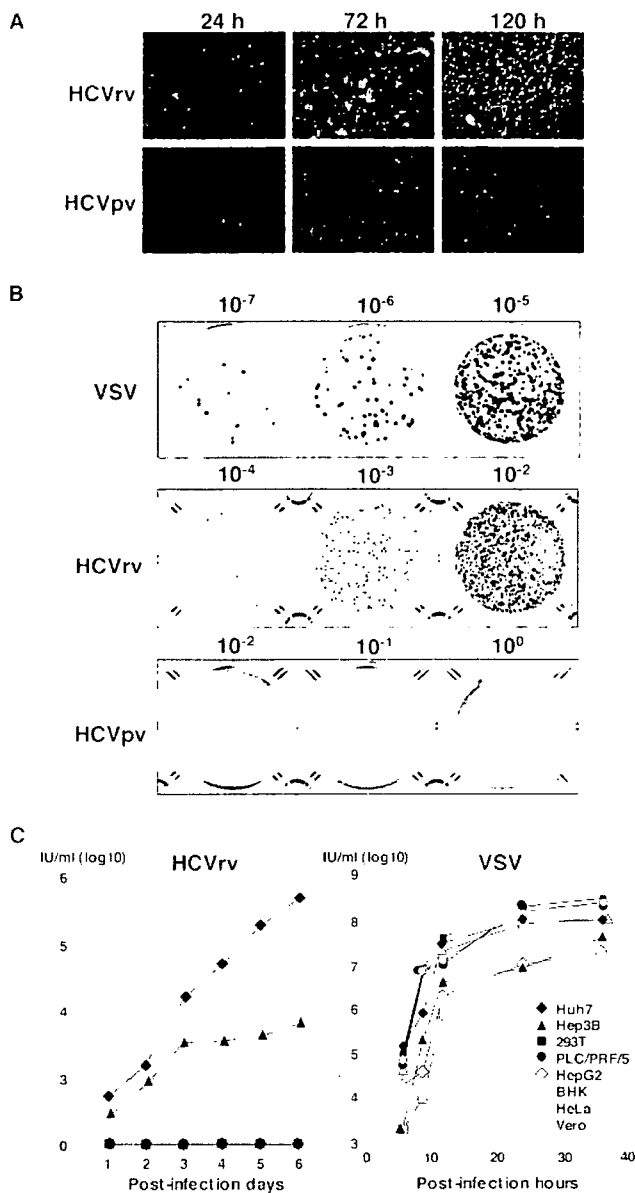 A
24 h 72 h 120 h
HCVrv
HCVpv
B
10-7 10-6 10-5
VSV
10-4 10-3 10-2
HCVrv
10-2 10-1 100
HCVpv
C
IU/ml (log10) HCVrv
6
5
4
3
0
1 2 3 4 5 6
Post-infection days
IU/ml (log10) VSV
9
8
7
6
5
4
3
0 10 20 30 40
Post-infection hours
Huh7
Hep3B
293T
PLC/PRF/5
HepG2
BHK
HeLa
Vero